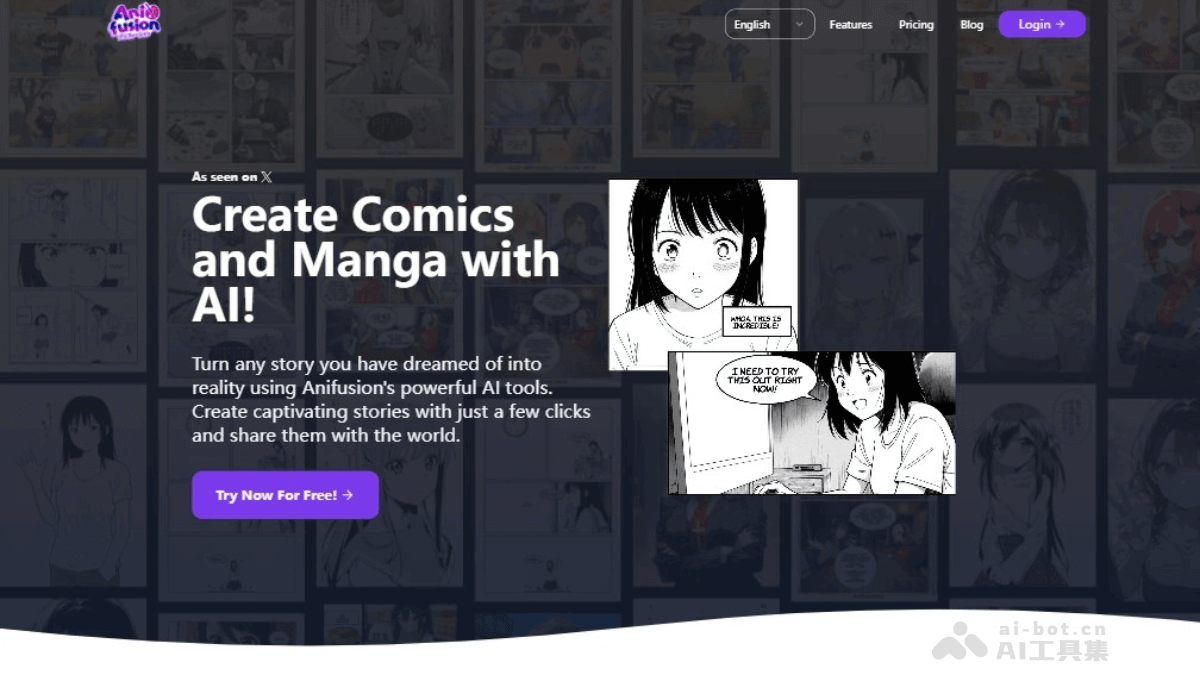 Ani
fusion
English
Features
Pricing
Blog
Login →
As seen on X
Create Comics
and Manga with
AI!
Turn any story you have dreamed of into
reality using Anifusion's powerful AI tools.
Create captivating stories with just a few clicks
and share them with the world.
Try Now For Free! →
WHOA, THIS IS
INCREDIBLE!
I NEED TO TRY
THIS OUT RIGHT
NOW!
ai-bot.cn
AI工具集